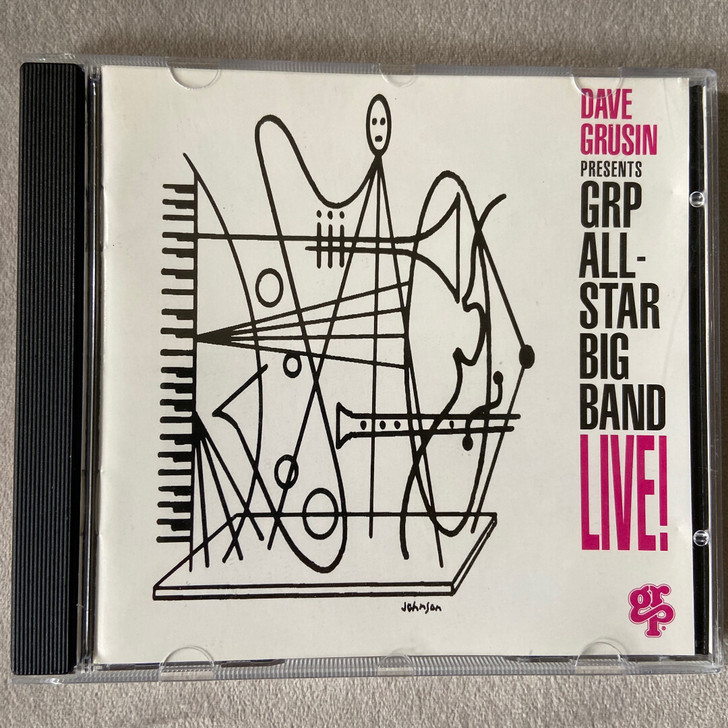 DAVE
GRUSIN
PRESENTS
GRP
ALL-
STAR
BIG
BAND
LIVE!
Johnson
grp®